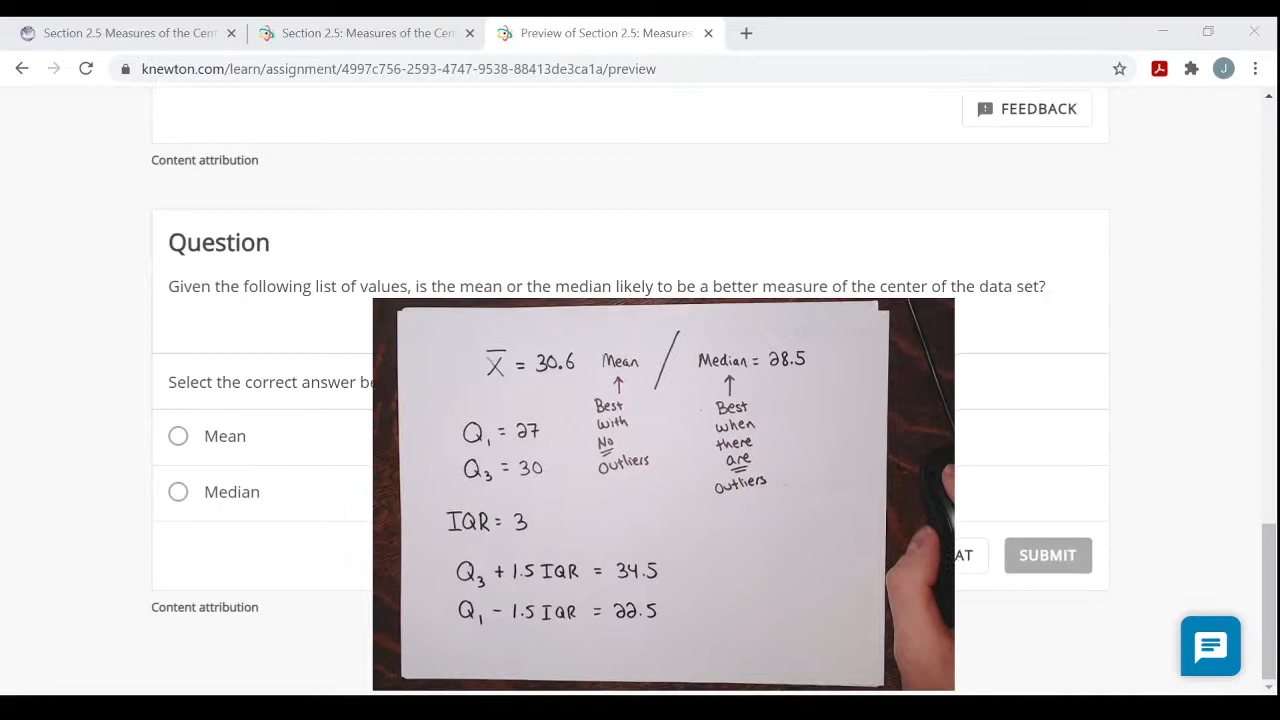 Section 2.5 Measures of the Cent
Section 2.5: Measures of the Cen
Preview of Section 2.5: Measures
knewton.com/learn/assignment/4997c756-2593-4747-9538-88413de3ca1a/preview
J
FEEDBACK
Content attribution
Question
Given the following list of values, is the mean or the median likely to be a better measure of the center of the data set?
Select the correct answer be
Mean
Median
AT
SUBMIT
Content attribution
X̄ = 30.6 Mean / Median = 28.5
↑
Best
with
No
Outliers
↑
Best
when
there
are
outliers
Q₁ = 27
Q₃ = 30
IQR = 3
Q₃ + 1.5 IQR = 34.5
Q₁ - 1.5 IQR = 22.5